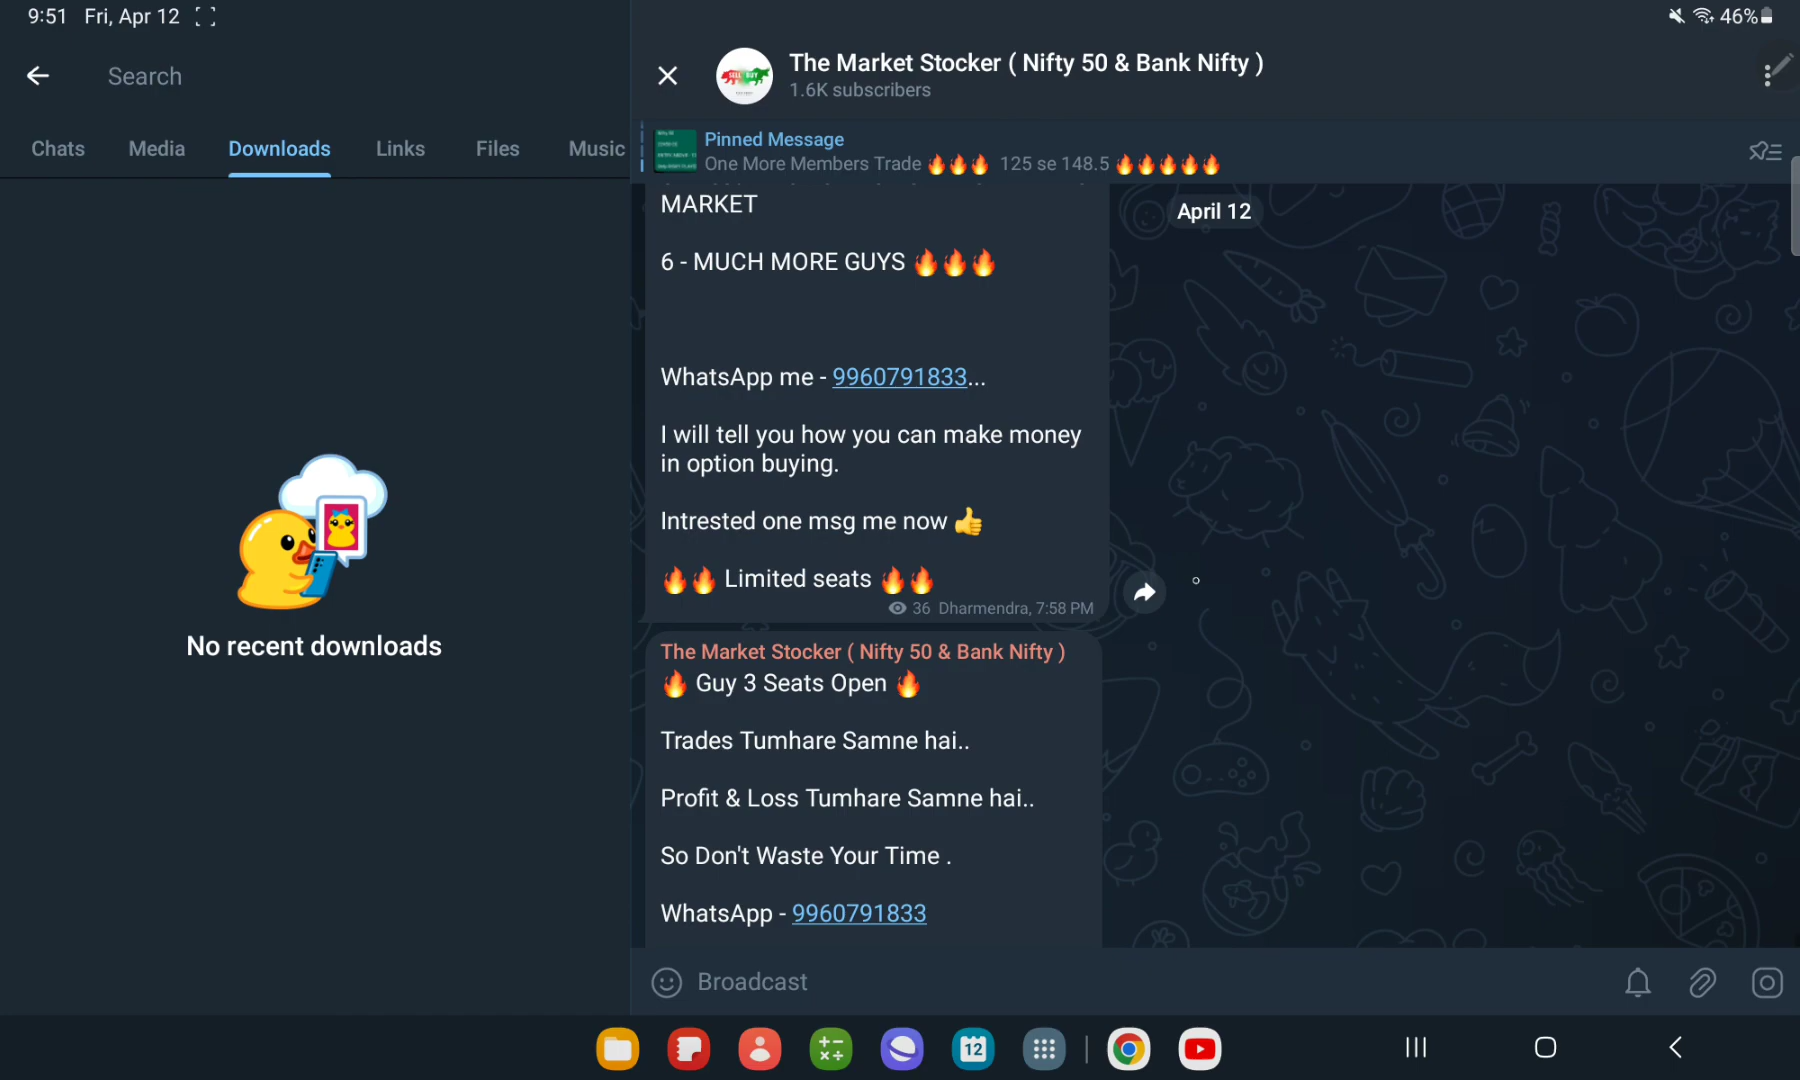 9:51 Fri, Apr 12
46%
Search
Chats Media Downloads Links Files Music
No recent downloads
The Market Stocker ( Nifty 50 & Bank Nifty )
1.6K subscribers
Pinned Message
One More Members Trade 🔥🔥🔥 125 se 148.5 🔥🔥🔥🔥🔥
April 12
MARKET
6 - MUCH MORE GUYS 🔥🔥🔥
WhatsApp me - 9960791833...
I will tell you how you can make money
in option buying.
Intrested one msg me now 👍
🔥🔥 Limited seats 🔥🔥
36 Dharmendra, 7:58 PM
The Market Stocker ( Nifty 50 & Bank Nifty )
🔥 Guy 3 Seats Open 🔥
Trades Tumhare Samne hai..
Profit & Loss Tumhare Samne hai..
So Don't Waste Your Time .
WhatsApp - 9960791833
Broadcast
12